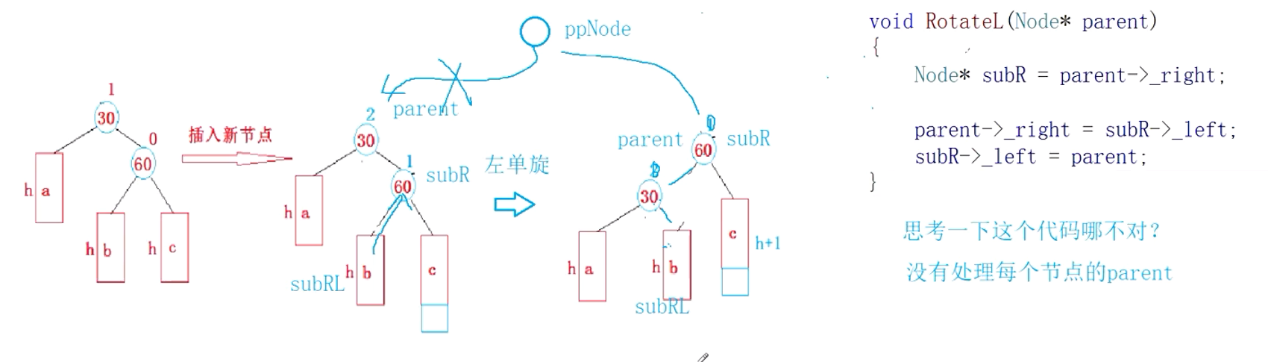 1
30
0
60
h a
h b
h c
插入新节点
ppNode
parent
2
30
1
60
subR
h a
subRL
h b
c
左单旋
parent
60
subR
30
h a
h b
subRL
c
h+1
void RotateL(Node* parent)
{
Node* subR = parent->_right;
parent->_right = subR->_left;
subR->_left = parent;
}
思考一下这个代码哪不对?
没有处理每个节点的parent